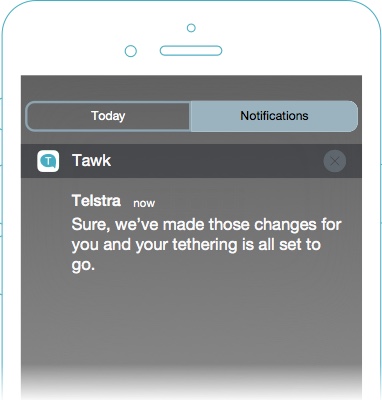 Today Notifications
T Tawk
Telstra now
Sure, we've made those changes for
you and your tethering is all set to
go.